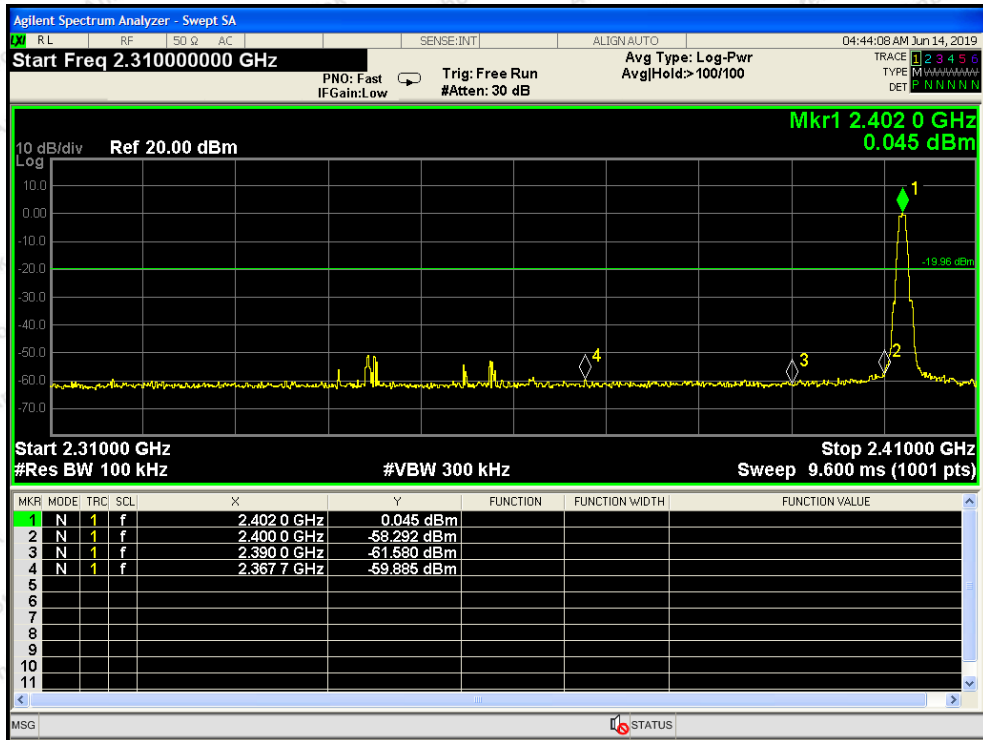 Agilent Spectrum Analyzer - Swept SA
LXI RL RF 50 Ω AC SENSE:INT ALIGN AUTO 04:44:08 AM Jun 14, 2019
Start Freq 2.310000000 GHz
PNO: Fast
IFGain:Low
Trig: Free Run
#Atten: 30 dB
Avg Type: Log-Pwr
Avg|Hold:> 100/100
TRACE 1 2 3 4 5 6
TYPE M WWWWW
DET P N N N N N
Mkr1 2.402 0 GHz
0.045 dBm
10 dB/div Ref 20.00 dBm
Log
10.0
0.00
-10.0
-20.0
-30.0
-40.0
-50.0
-60.0
-70.0
1
-19.96 dBm
4
3
2
Start 2.31000 GHz Stop 2.41000 GHz
#Res BW 100 kHz #VBW 300 kHz Sweep 9.600 ms (1001 pts)
MKR MODE TRC SCL X Y FUNCTION FUNCTION WIDTH FUNCTION VALUE
1 N 1 f 2.402 0 GHz 0.045 dBm
2 N 1 f 2.400 0 GHz -58.292 dBm
3 N 1 f 2.390 0 GHz -61.580 dBm
4 N 1 f 2.367 7 GHz -59.885 dBm
5
6
7
8
9
10
11
MSG STATUS